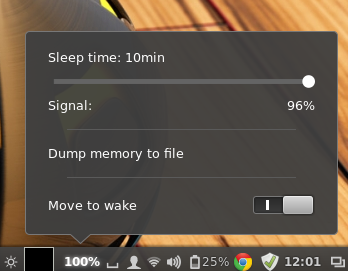 Sleep time: 10min
Signal: 96%
Dump memory to file
Move to wake
100% 25% 12:01